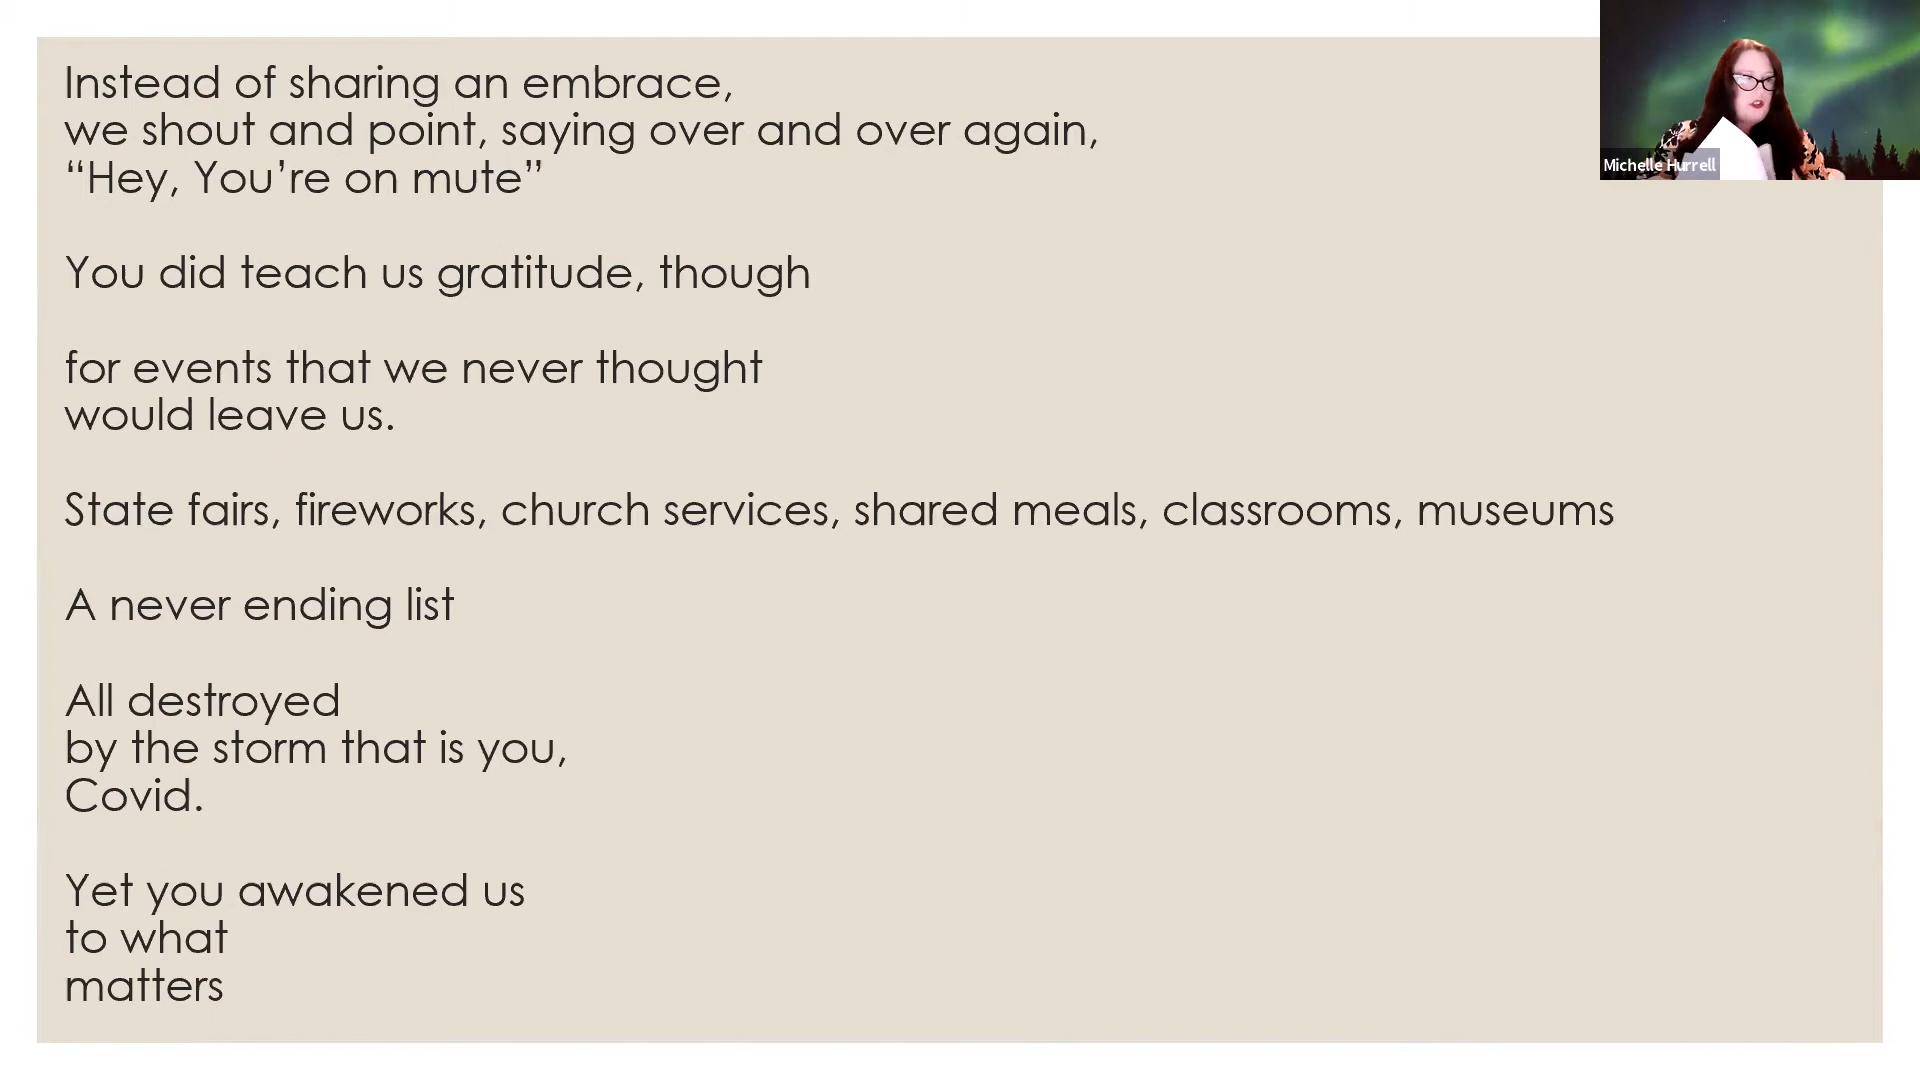 Instead of sharing an embrace,
we shout and point, saying over and over again,
“Hey, You’re on mute”
You did teach us gratitude, though
for events that we never thought
would leave us.
State fairs, fireworks, church services, shared meals, classrooms, museums
A never ending list
All destroyed
by the storm that is you,
Covid.
Yet you awakened us
to what
matters
Michelle Hurrell